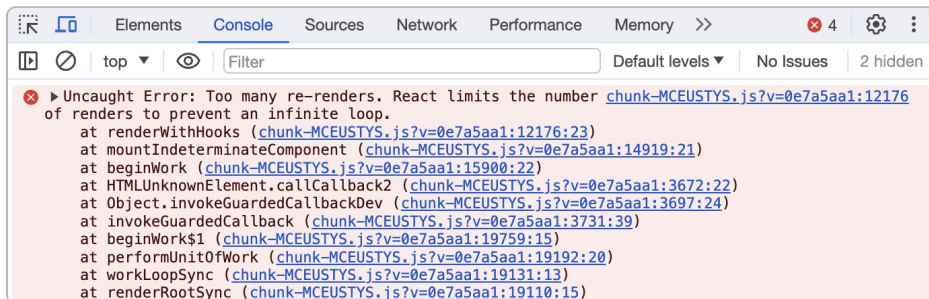 Elements Console Sources Network Performance Memory 4
top Filter Default levels No Issues 2 hidden
Uncaught Error: Too many re-renders. React limits the number chunk-MCEUSTYS.js?v=0e7a5aa1:12176
of renders to prevent an infinite loop.
at renderWithHooks (chunk-MCEUSTYS.js?v=0e7a5aa1:12176:23)
at mountIndeterminateComponent (chunk-MCEUSTYS.js?v=0e7a5aa1:14919:21)
at beginWork (chunk-MCEUSTYS.js?v=0e7a5aa1:15900:22)
at HTMLUnknownElement.callCallback2 (chunk-MCEUSTYS.js?v=0e7a5aa1:3672:22)
at Object.invokeGuardedCallbackDev (chunk-MCEUSTYS.js?v=0e7a5aa1:3697:24)
at invokeGuardedCallback (chunk-MCEUSTYS.js?v=0e7a5aa1:3731:39)
at beginWork$1 (chunk-MCEUSTYS.js?v=0e7a5aa1:19759:15)
at performUnitOfWork (chunk-MCEUSTYS.js?v=0e7a5aa1:19192:20)
at workLoopSync (chunk-MCEUSTYS.js?v=0e7a5aa1:19131:13)
at renderRootSync (chunk-MCEUSTYS.js?v=0e7a5aa1:19110:15)